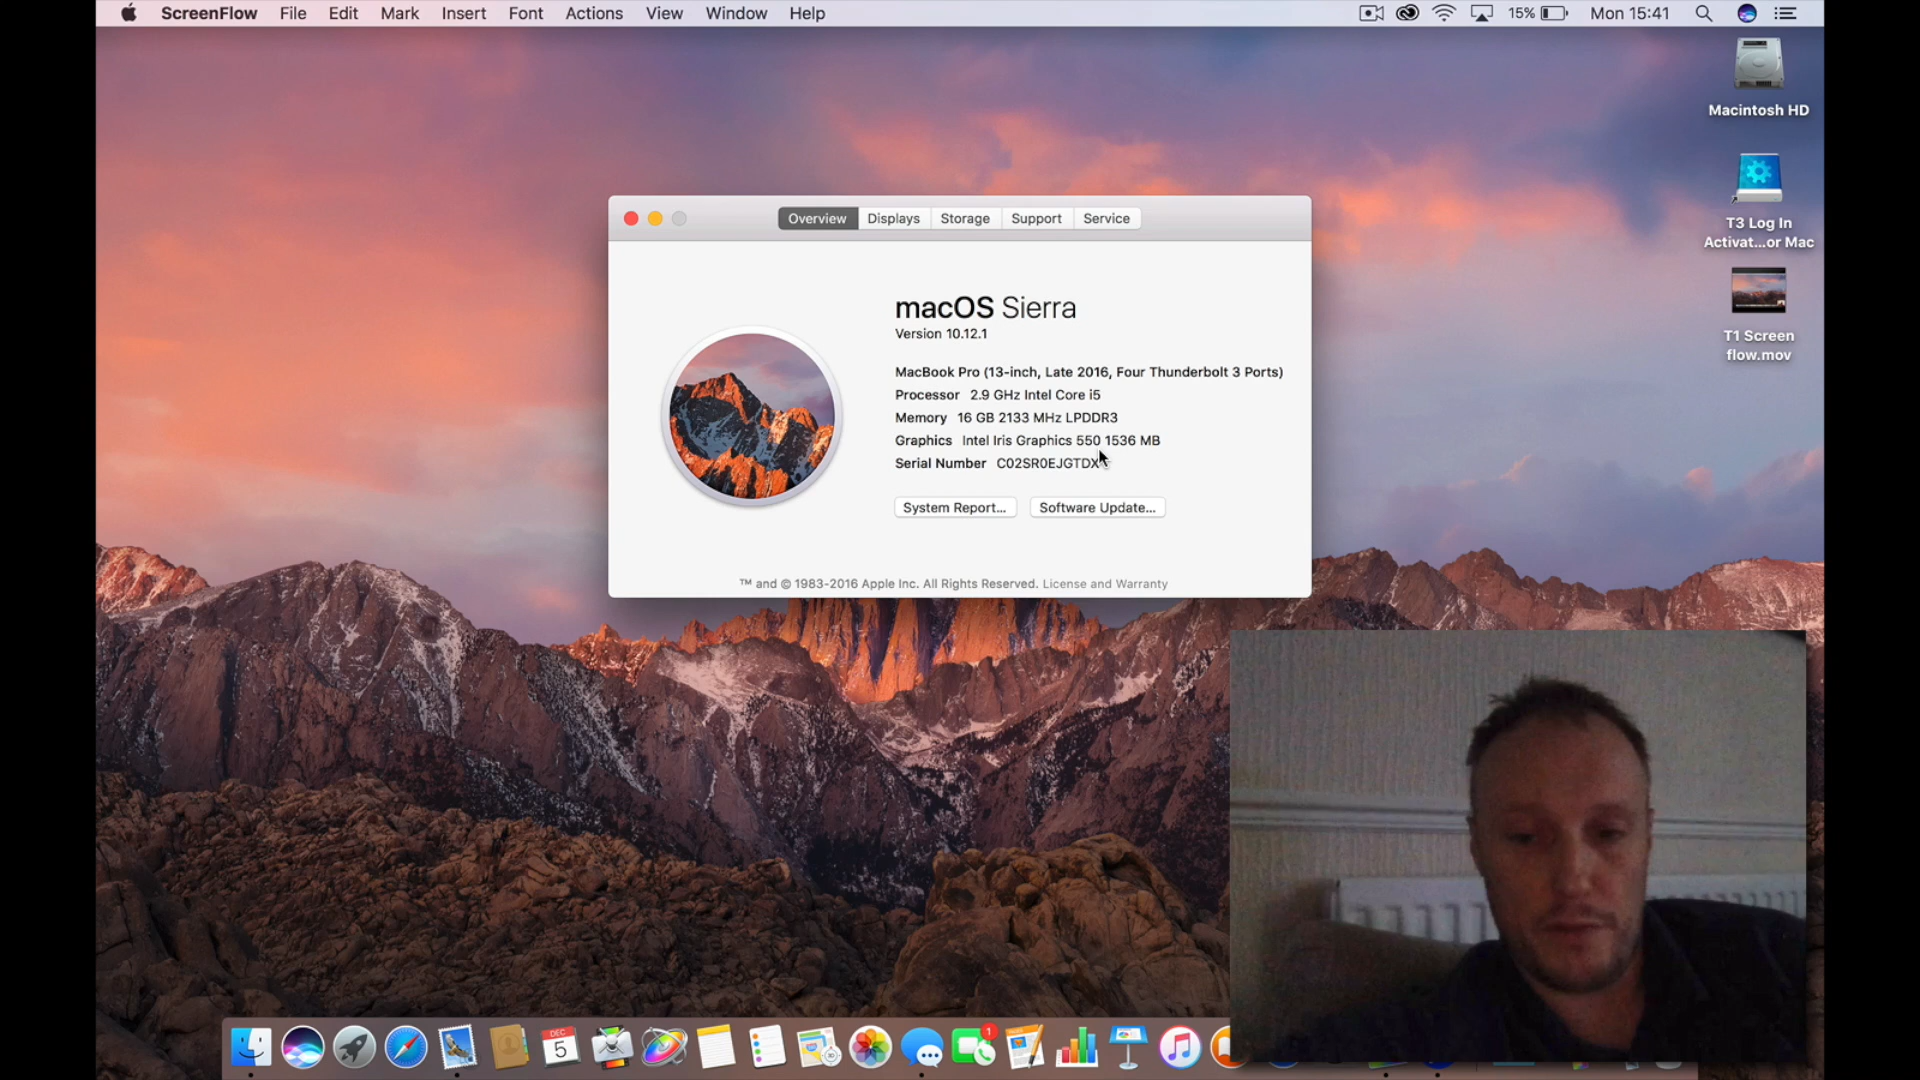 ScreenFlow File Edit Mark Insert Font Actions View Window Help 15% Mon 15:41
Macintosh HD
T3 Log In
Activat...or Mac
T1 Screen
flow.mov
Overview Displays Storage Support Service
macOS Sierra
Version 10.12.1
MacBook Pro (13-inch, Late 2016, Four Thunderbolt 3 Ports)
Processor 2.9 GHz Intel Core i5
Memory 16 GB 2133 MHz LPDDR3
Graphics Intel Iris Graphics 550 1536 MB
Serial Number C02SR0EJGTDX
System Report... Software Update...
™ and © 1983-2016 Apple Inc. All Rights Reserved. License and Warranty
DEC
5
1